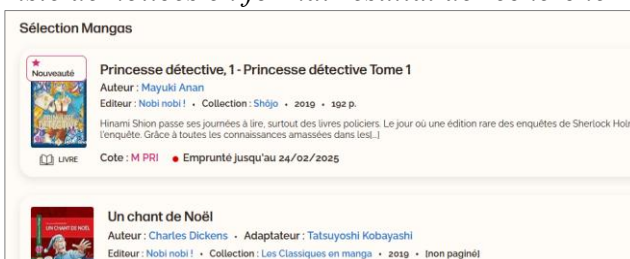 Sélection Mangas
Nouveauté
Princesse détective, 1 - Princesse détective Tome 1
Auteur : Mayuki Anan
Editeur : Nobi nobi ! • Collection : Shôjo • 2019 • 192 p.
Hinami Shion passe ses journées à lire, surtout des livres policiers. Le jour où une édition rare des enquêtes de Sherlock
l'enquête. Grâce à toutes les connaissances amassées dans les[...]
LIVRE
Cote : M PRI • Emprunté jusqu'au 24/02/2025
Un chant de Noël
UN CHANT DE NOËL
Auteur : Charles Dickens • Adaptateur : Tatsuyoshi Kobayashi
Editeur : Nobi nobi ! • Collection : Les Classiques en manga • 2019 • [non paginé]